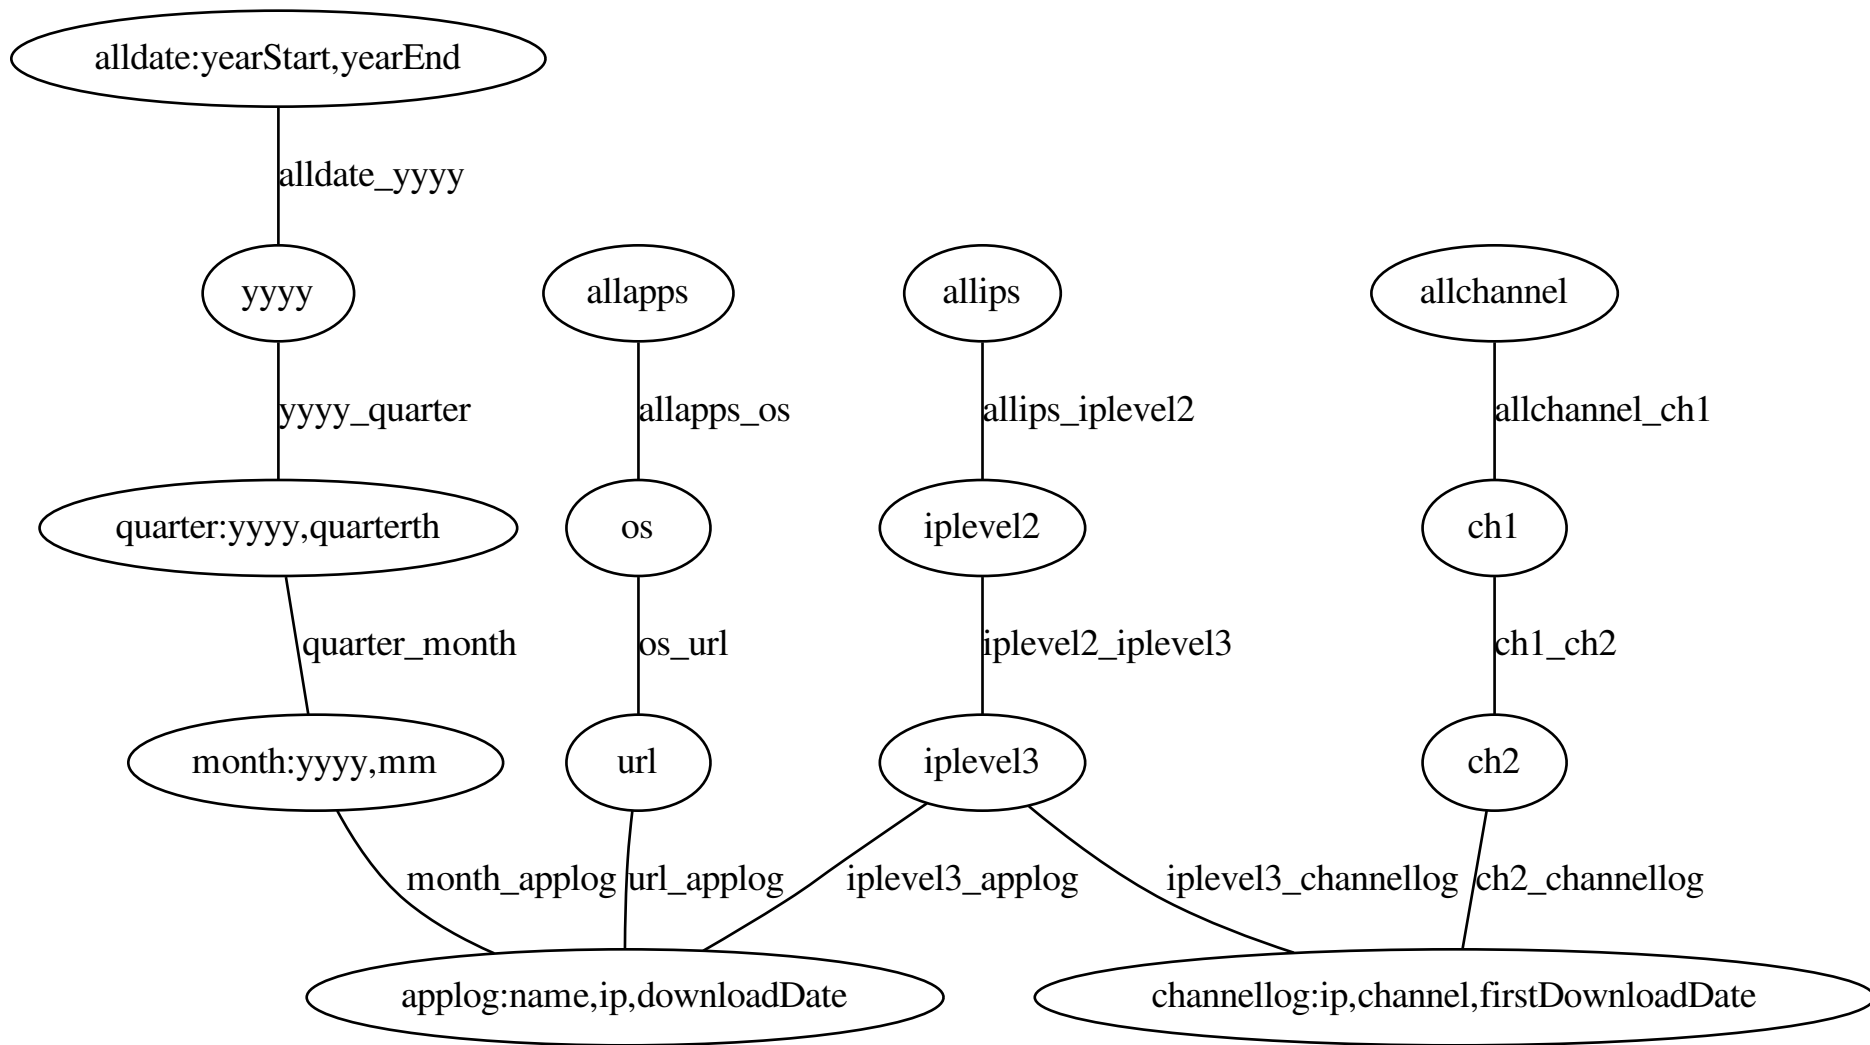 alldate:yearStart,yearEnd
alldate_yyyy
yyyy
allapps
allips
allchannel
yyyy_quarter
allapps_os
allips_iplevel2
allchannel_ch1
quarter:yyyy,quarterth
os
iplevel2
ch1
quarter_month
os_url
iplevel2_iplevel3
ch1_ch2
month:yyyy,mm
url
iplevel3
ch2
month_applog
url_applog
iplevel3_applog
iplevel3_channellog
ch2_channellog
applog:name,ip,downloadDate
channellog:ip,channel,firstDownloadDate